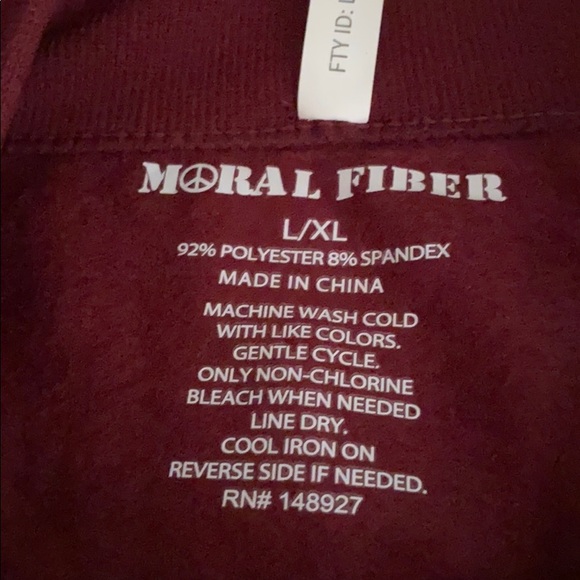 FTY ID:
MORAL FIBER
L/XL
92% POLYESTER 8% SPANDEX
MADE IN CHINA
MACHINE WASH COLD
WITH LIKE COLORS.
GENTLE CYCLE.
ONLY NON-CHLORINE
BLEACH WHEN NEEDED
LINE DRY.
COOL IRON ON
REVERSE SIDE IF NEEDED.
RN# 148927